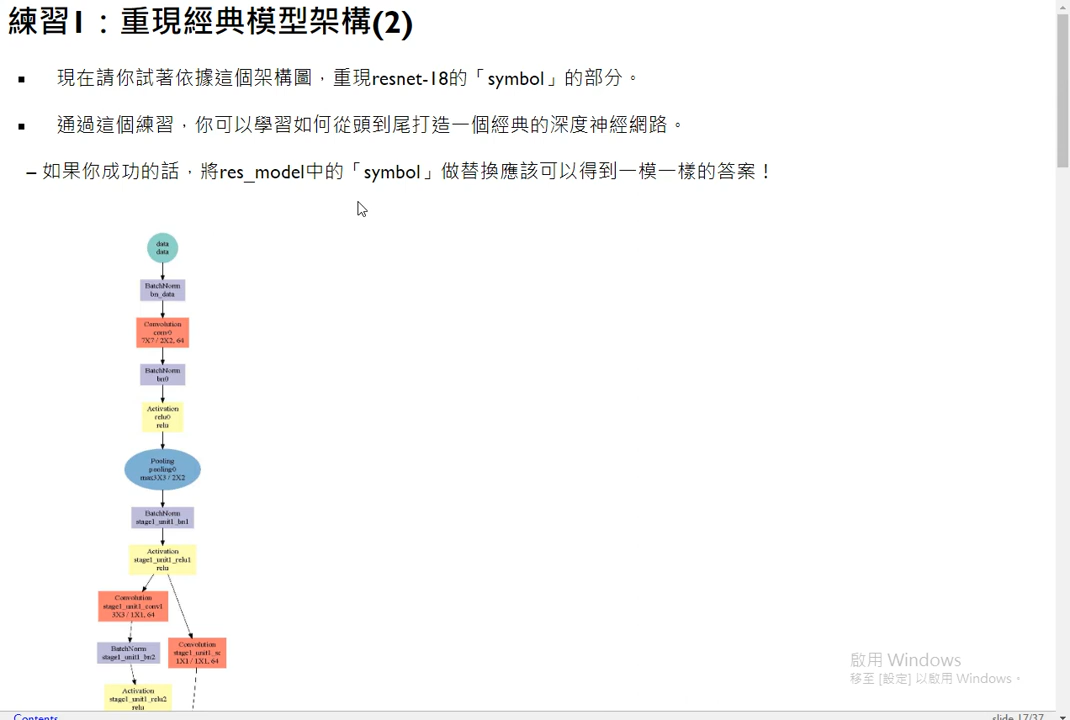 練習1：重現經典模型架構(2)
現在請你試著依據這個架構圖，重現resnet-18的「symbol」的部分。
通過這個練習，你可以學習如何從頭到尾打造一個經典的深度神經網路。
– 如果你成功的話，將res_model中的「symbol」做替換應該可以得到一模一樣的答案！
data
data
BatchNorm
bn_data
Convolution
conv0
7X7 / 2X2, 64
BatchNorm
bn0
Activation
relu0
relu
Pooling
pooling0
max3X3 / 2X2
BatchNorm
stage1_unit1_bn1
Activation
stage1_unit1_relu1
relu
Convolution
stage1_unit1_conv1
3X3 / 1X1, 64
BatchNorm
stage1_unit1_bn2
Convolution
stage1_unit1_sc
1X1 / 1X1, 64
Activation
stage1_unit1_relu2
relu
啟用 Windows
移至 [設定] 以啟用 Windows。
Contents
slide 17/37